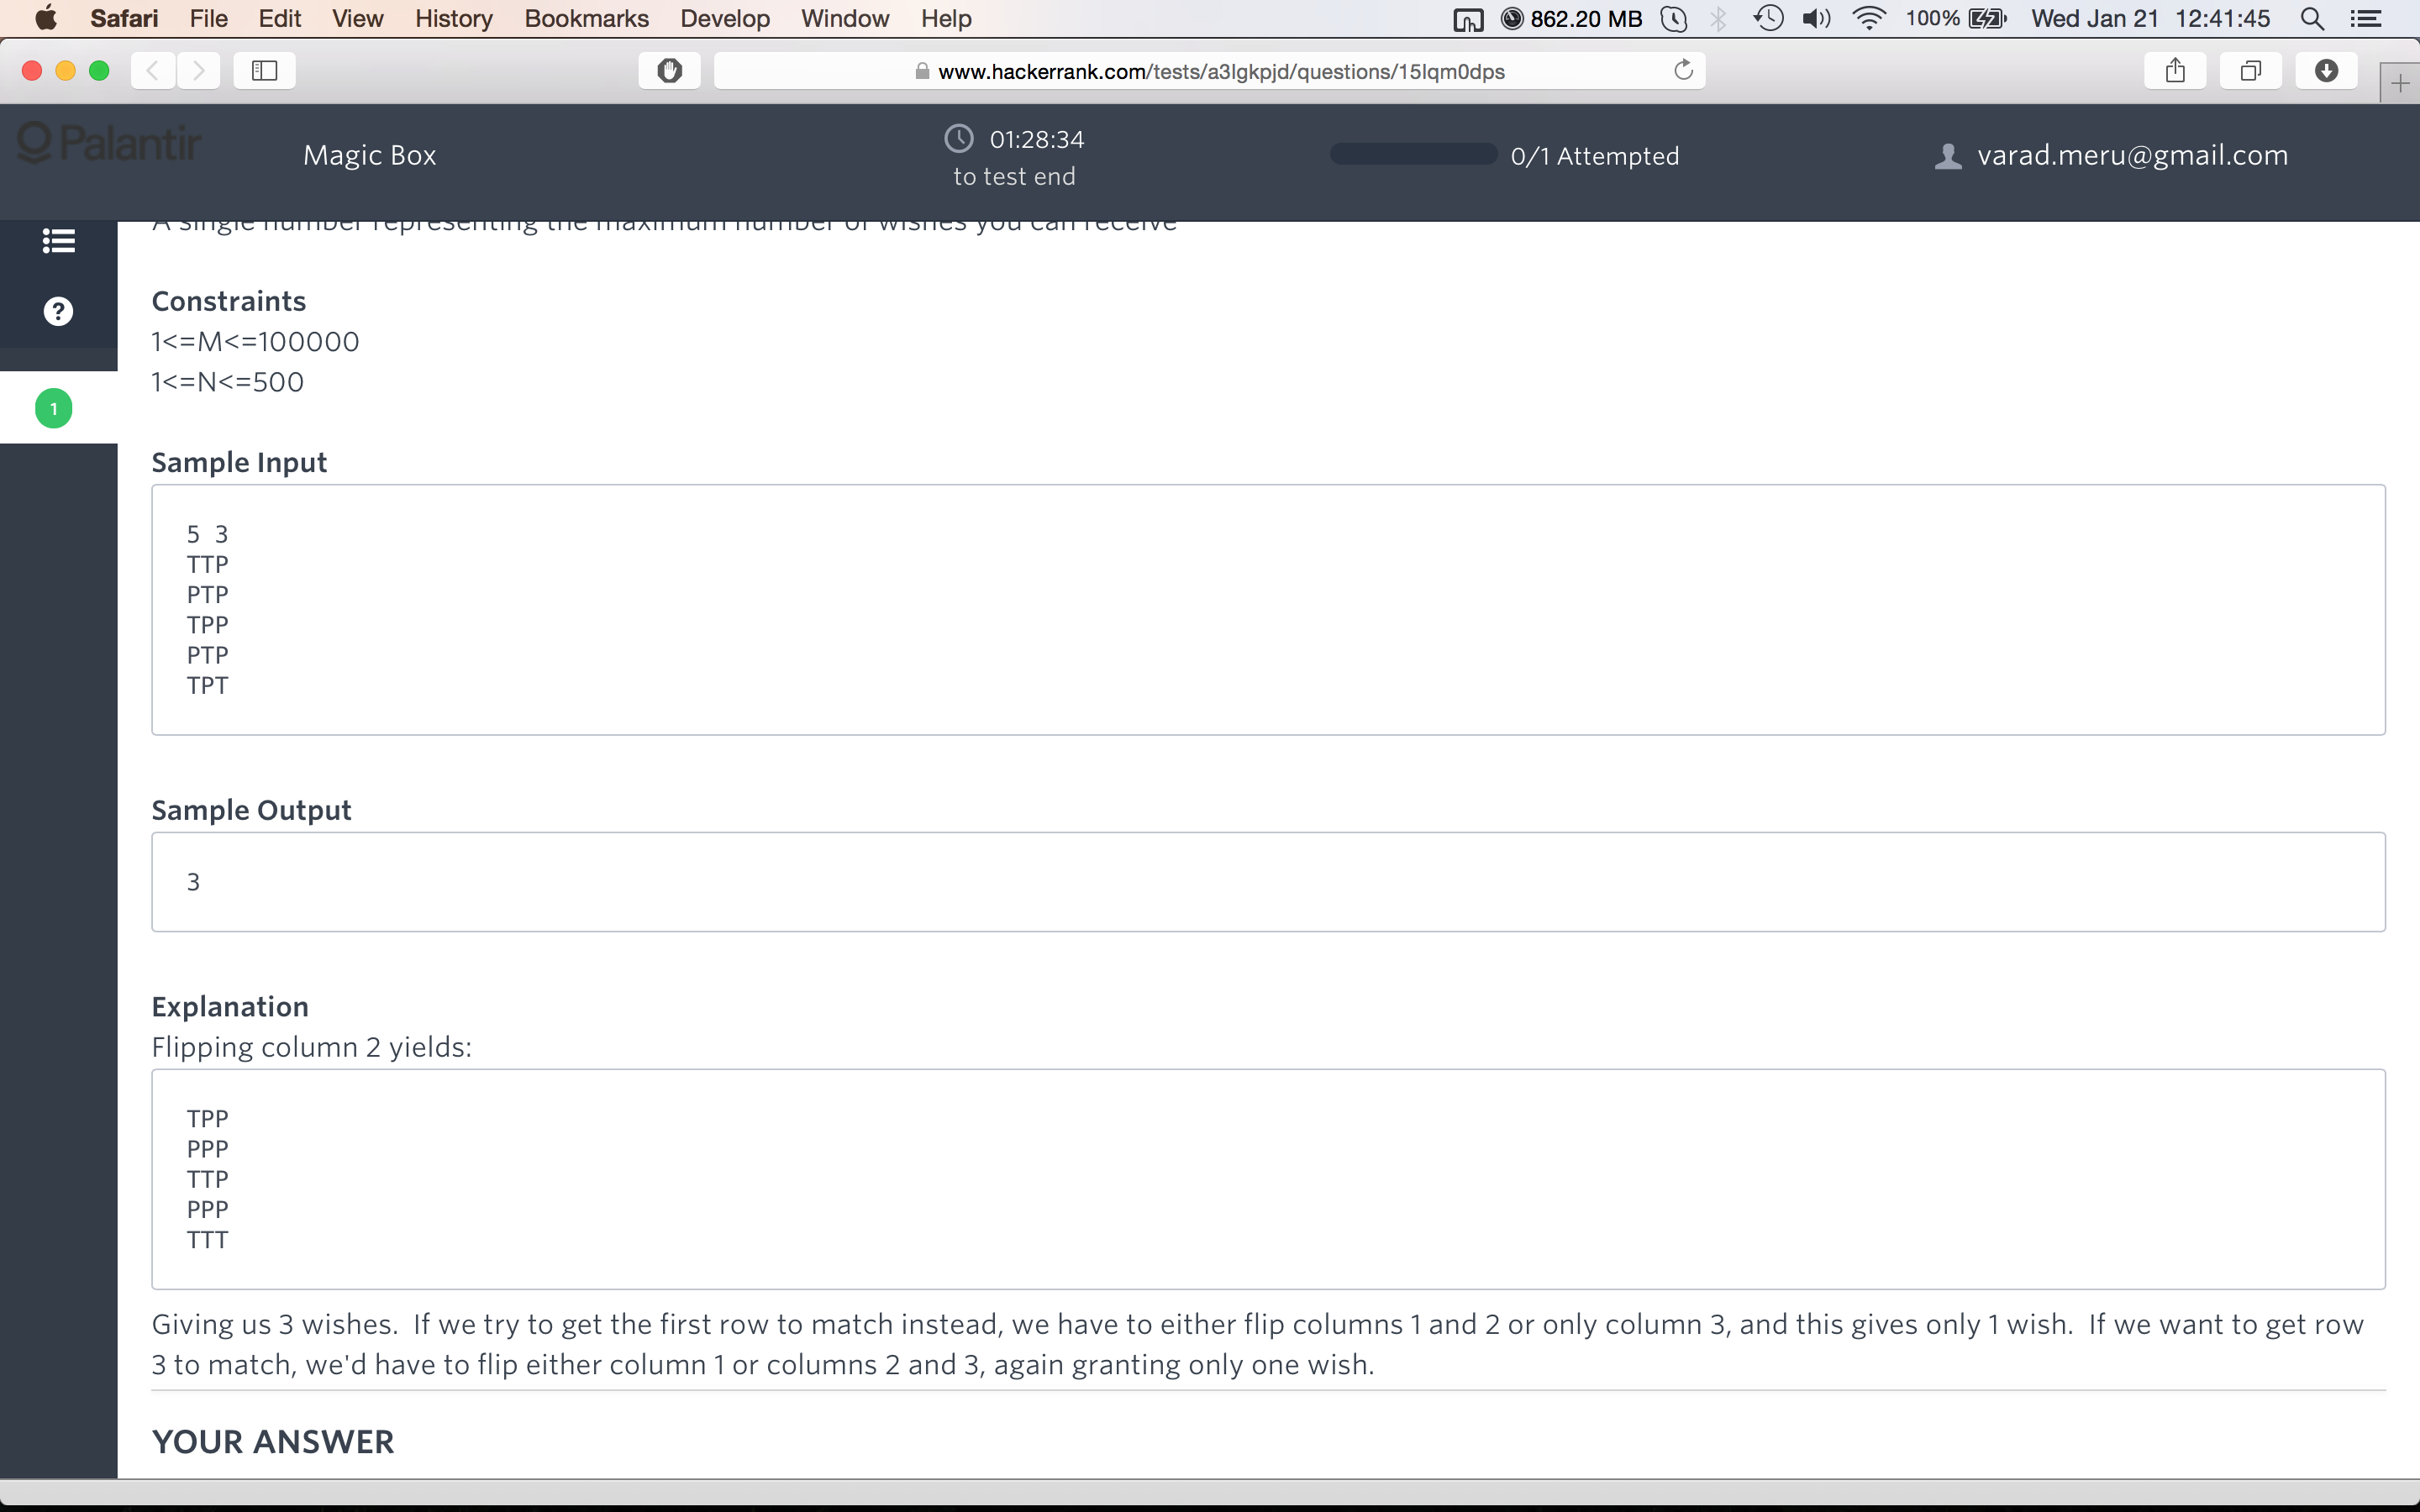 Safari File Edit View History Bookmarks Develop Window Help 862.20 MB 100% Wed Jan 21 12:41:45
www.hackerrank.com/tests/a3lgkpjd/questions/15lqm0dps
Palantir
Magic Box
01:28:34
to test end
0/1 Attempted
varad.meru@gmail.com
A single number representing the maximum number of wishes you can receive
Constraints
1<=M<=100000
1<=N<=500
1
Sample Input
5 3
TTP
PTP
TPP
PTP
TPT
Sample Output
3
Explanation
Flipping column 2 yields:
TPP
PPP
TTP
PPP
TTT
Giving us 3 wishes. If we try to get the first row to match instead, we have to either flip columns 1 and 2 or only column 3, and this gives only 1 wish. If we want to get row
3 to match, we'd have to flip either column 1 or columns 2 and 3, again granting only one wish.
YOUR ANSWER